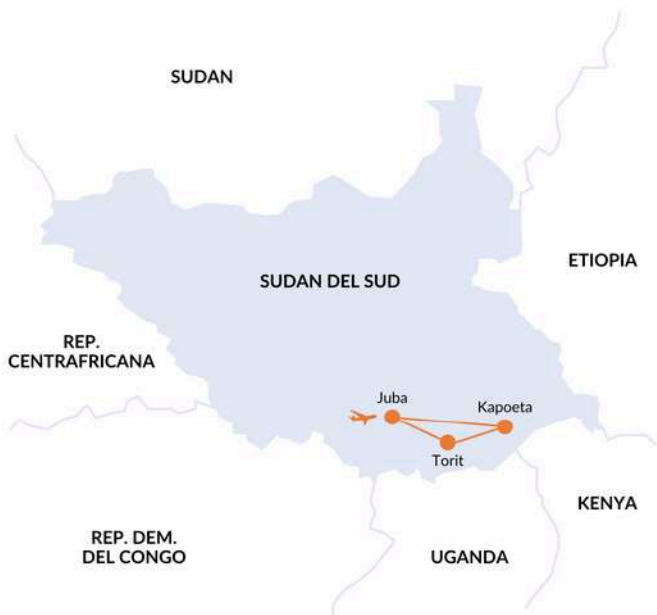 SUDAN
ETIOPIA
SUDAN DEL SUD
REP.
CENTRAFRICANA
Juba
Kapoeta
Torit
KENYA
REP. DEM.
DEL CONGO
UGANDA